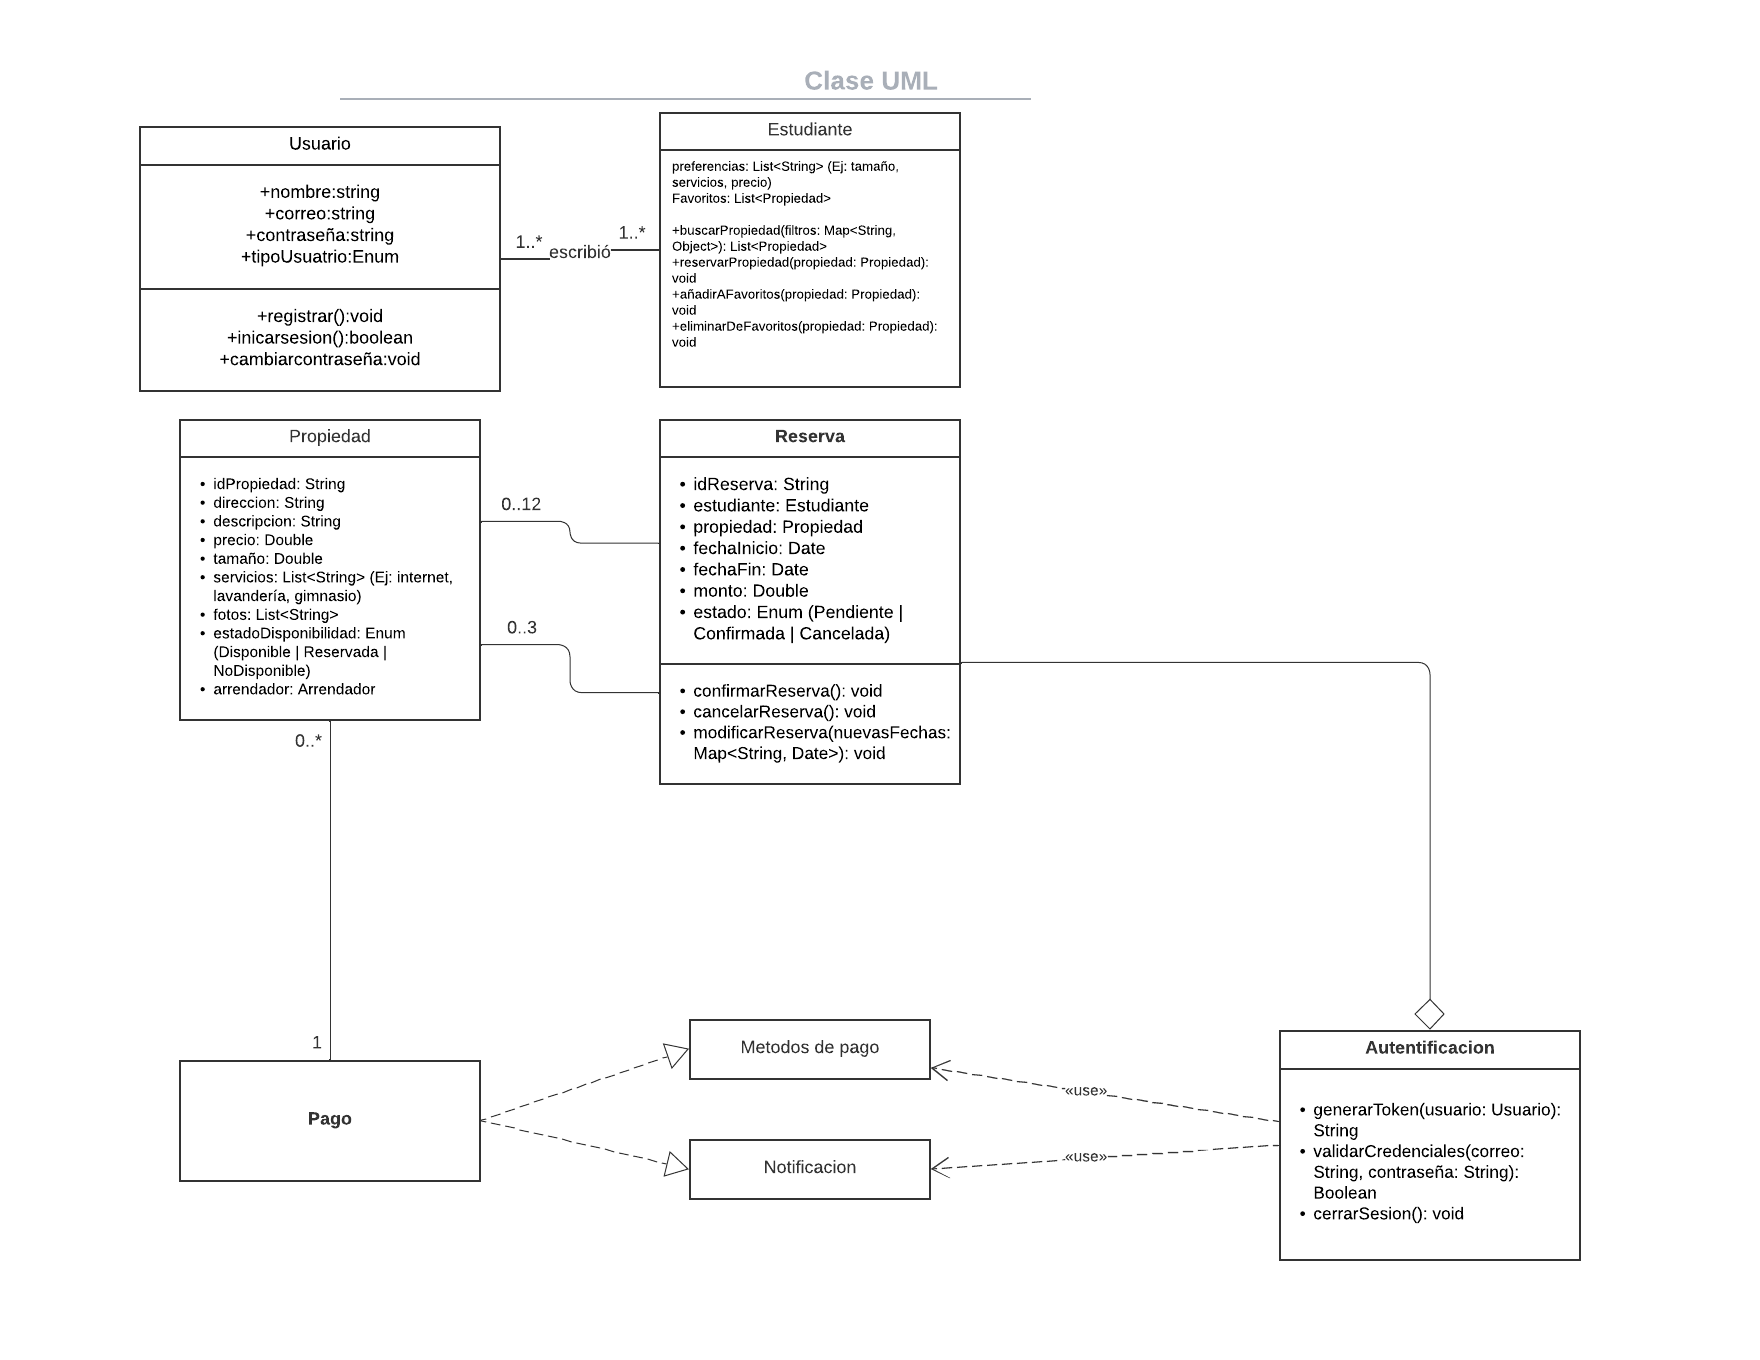 Clase UML
Usuario
+nombre:string
+correo:string
+contraseña:string
+tipoUsuatrio:Enum
+registrar():void
+inicarsesion():boolean
+cambiarcontraseña:void
1..*
escribió
1..*
Estudiante
preferencias: List<String> (Ej: tamaño,
servicios, precio)
Favoritos: List<Propiedad>
+buscarPropiedad(filtros: Map<String,
Object>): List<Propiedad>
+reservarPropiedad(propiedad: Propiedad):
void
+añadirAFavoritos(propiedad: Propiedad):
void
+eliminarDeFavoritos(propiedad: Propiedad):
void
Propiedad
• idPropiedad: String
• direccion: String
• descripcion: String
• precio: Double
• tamaño: Double
• servicios: List<String> (Ej: internet,
lavandería, gimnasio)
• fotos: List<String>
• estadoDisponibilidad: Enum
(Disponible | Reservada |
NoDisponible)
• arrendador: Arrendador
0..12
0..3
Reserva
• idReserva: String
• estudiante: Estudiante
• propiedad: Propiedad
• fechaInicio: Date
• fechaFin: Date
• monto: Double
• estado: Enum (Pendiente |
Confirmada | Cancelada)
• confirmarReserva(): void
• cancelarReserva(): void
• modificarReserva(nuevasFechas:
Map<String, Date>): void
0..*
1
Pago
Metodos de pago
Notificacion
«use»
«use»
Autentificacion
• generarToken(usuario: Usuario):
String
• validarCredenciales(correo:
String, contraseña: String):
Boolean
• cerrarSesion(): void